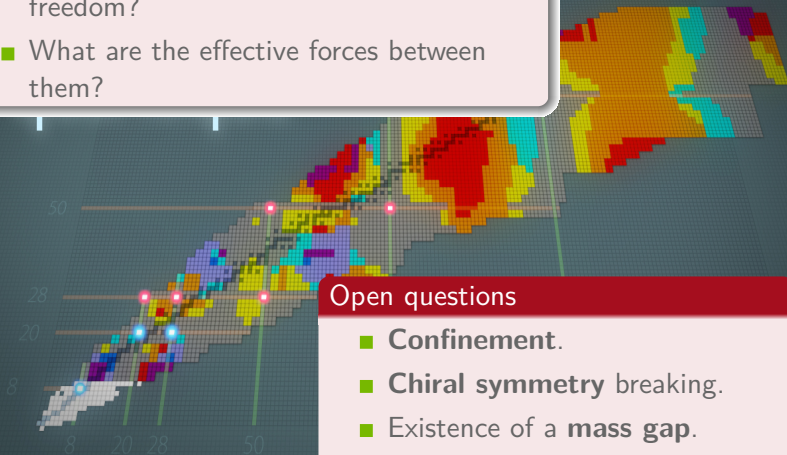 freedom?
What are the effective forces between
them?
50
28
20
8
8
20
28
50
Open questions
Confinement.
Chiral symmetry breaking.
Existence of a mass gap.